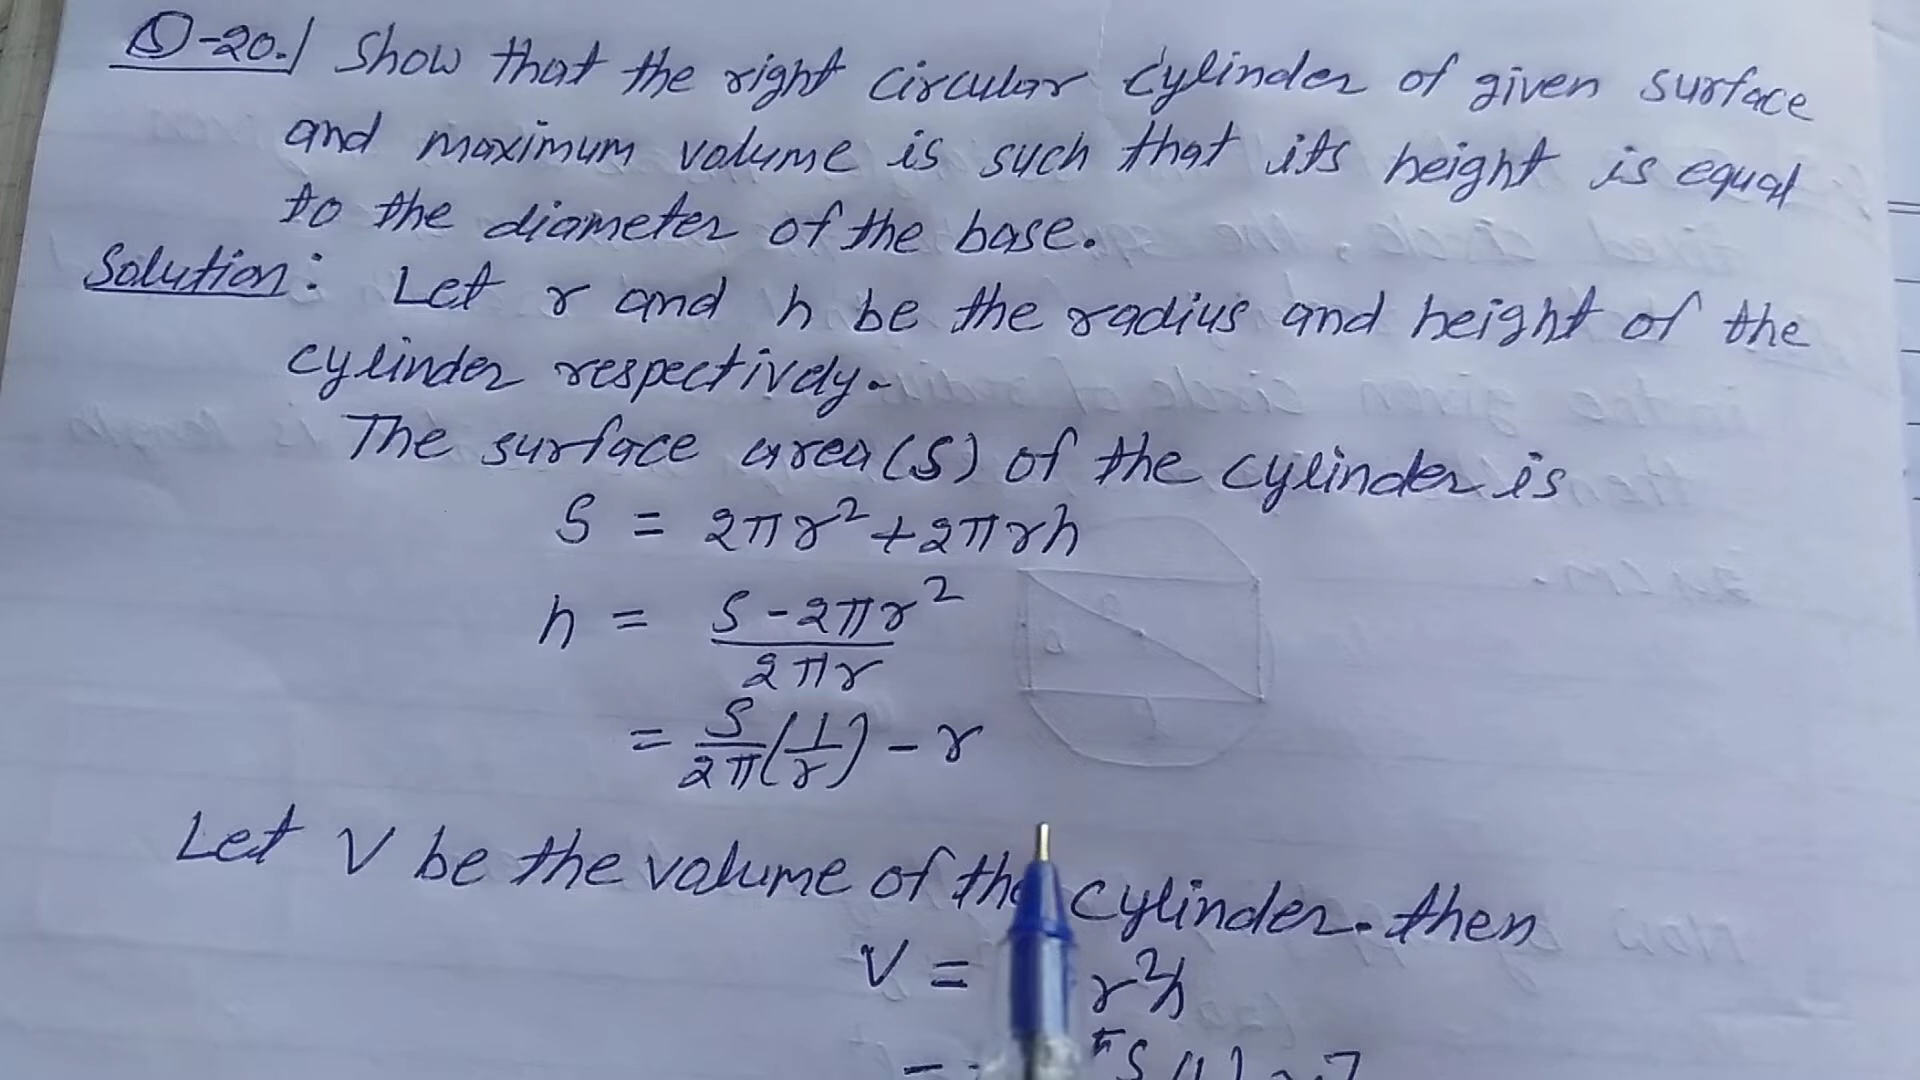 Q-20. Show that the right circular cylinder of given surface
and maximum volume is such that its height is equal
to the diameter of the base.
Solution: Let r and h be the radius and height of the
cylinder respectively.
The surface area (S) of the cylinder is
S = 2πr² + 2πrh
h = S - 2πr² / 2πr
= S/2π (1/r) - r
Let V be the volume of the cylinder. then
V = r²h